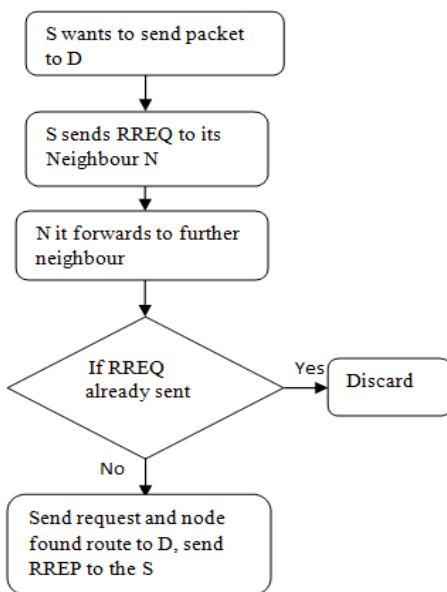 S wants to send packet
to D
S sends RREQ to its
Neighbour N
N it forwards to further
neighbour
If RREQ
already sent
Yes
Discard
No
Send request and node
found route to D, send
RREP to the S